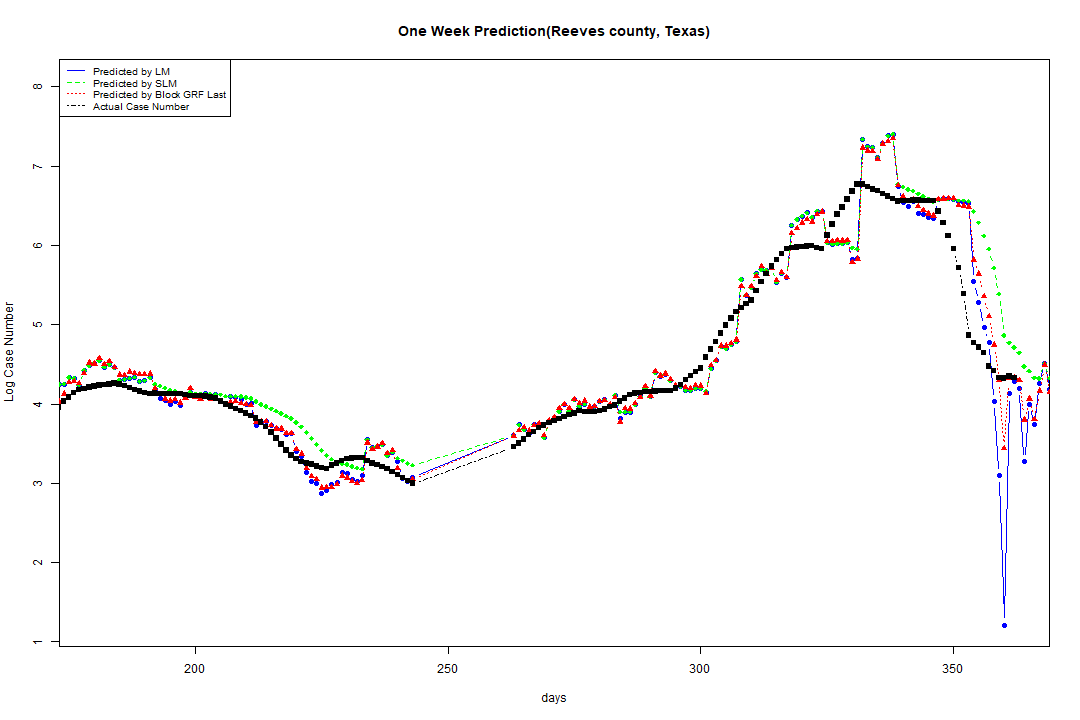 One Week Prediction(Reeves county, Texas)
Predicted by LM
Predicted by SLM
Predicted by Block GRF Last
Actual Case Number
8
7
6
5
4
3
2
1
Log Case Number
200 250 300 350
days